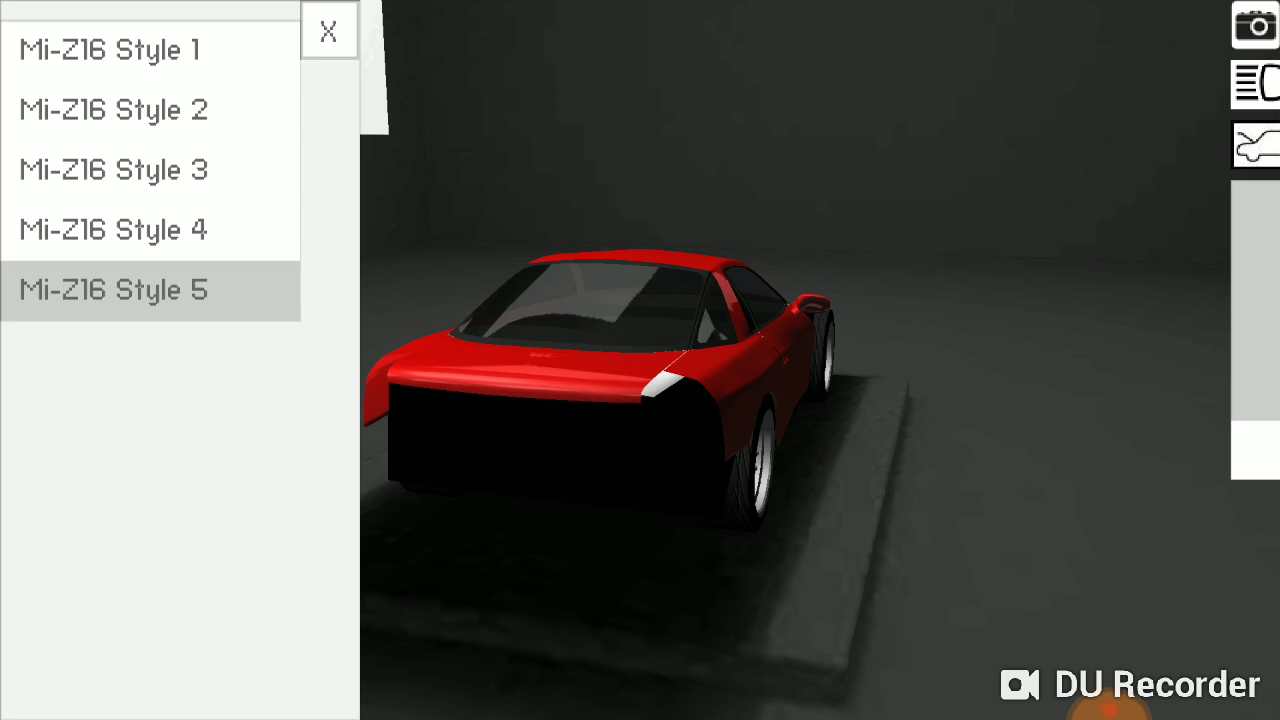 X
Mi-Z16 Style 1
Mi-Z16 Style 2
Mi-Z16 Style 3
Mi-Z16 Style 4
Mi-Z16 Style 5
DU Recorder